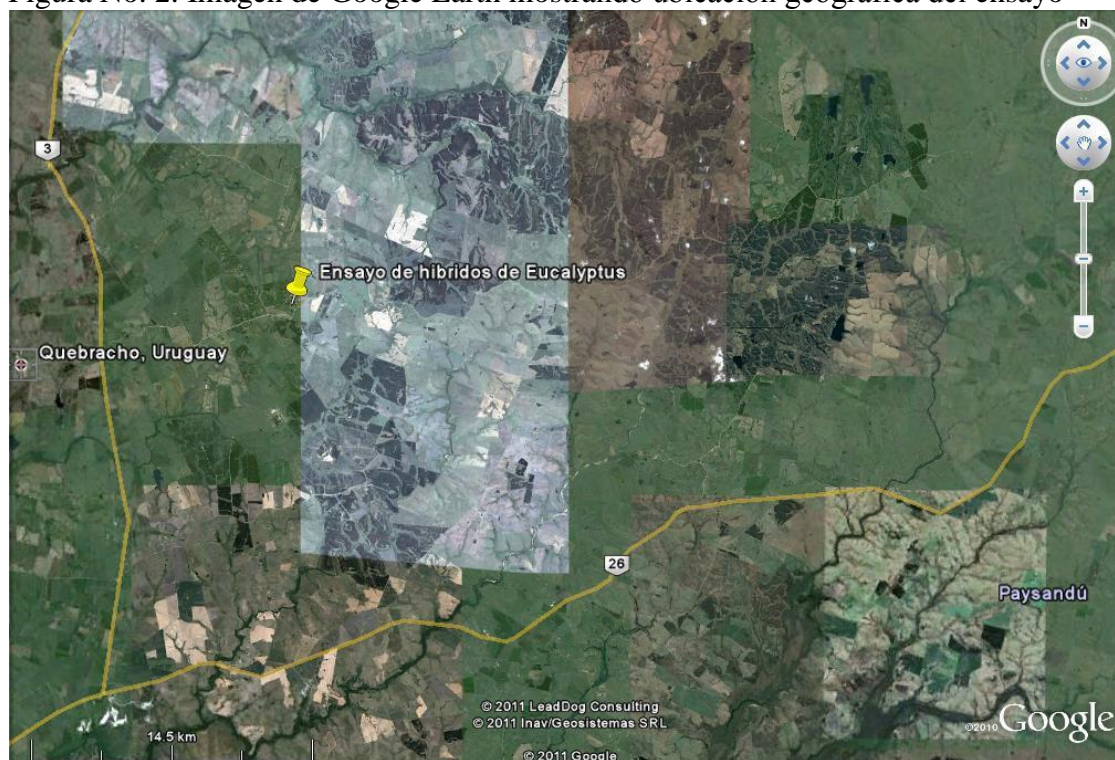 Figura No. 2. Imagen de Google Earth mostrando ubicación geográfica del ensayo
N
3
Ensayo de hibridos de Eucalyptus
Quebracho, Uruguay
26
Paysandú
© 2011 LeadDog Consulting
© 2011 Inav/Geosistemas SRL
© 2011 Google
14.5 km
©2010 Google